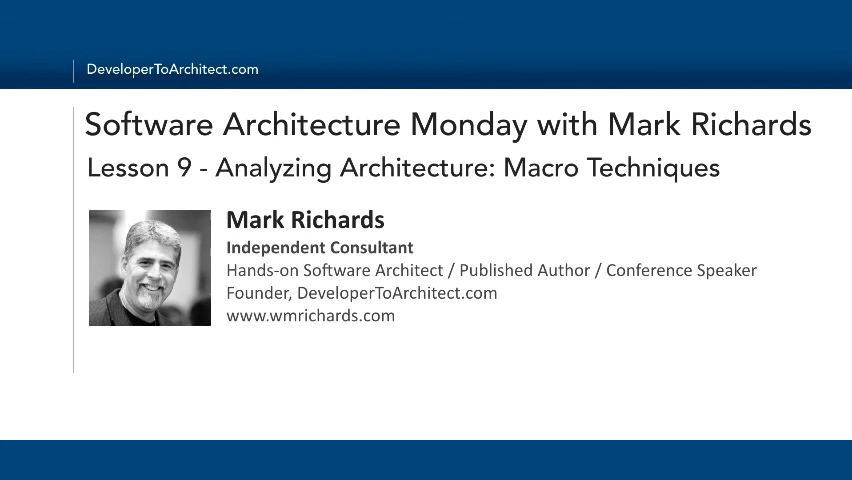 DeveloperToArchitect.com
Software Architecture Monday with Mark Richards
Lesson 9 - Analyzing Architecture: Macro Techniques
Mark Richards
Independent Consultant
Hands-on Software Architect / Published Author / Conference Speaker
Founder, DeveloperToArchitect.com
www.wmrichards.com